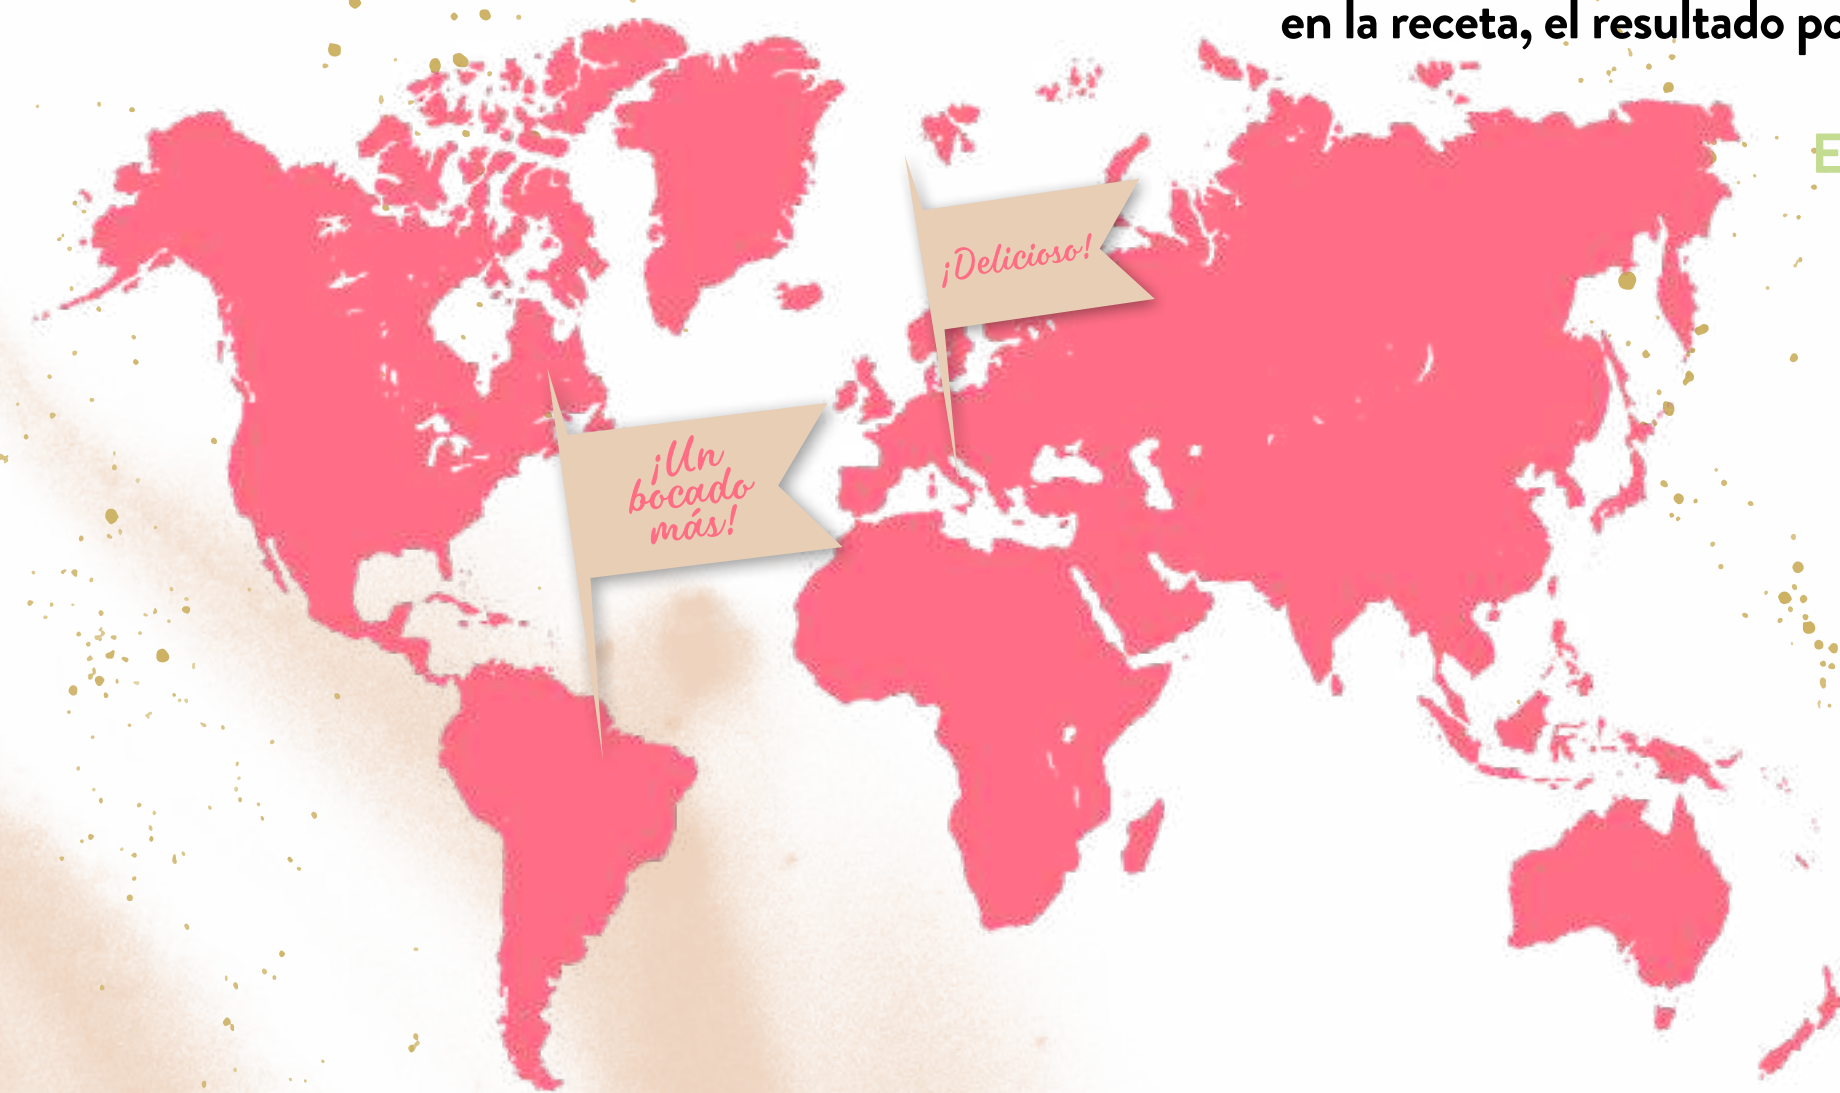 en la receta, el resultado po
E
¡Delicioso!
¡Un
bocado
más!